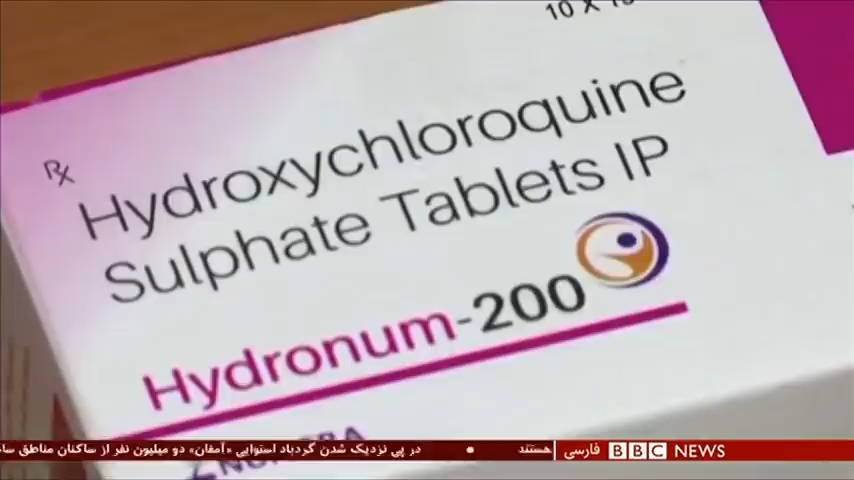 10 X
Rx
Hydroxychloroquine
Sulphate Tablets IP
Hydronum-200
در پی نزدیک شدن گردباد استوایی «آمفان» دو میلیون نفر از ساکنان مناطق
هستند
BBC NEWS فارسی